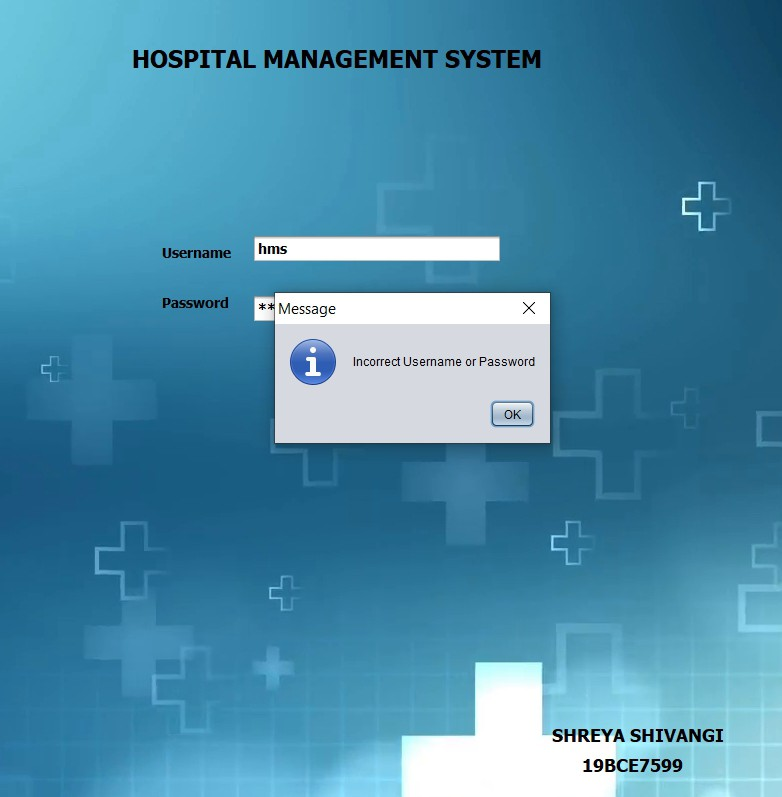 HOSPITAL MANAGEMENT SYSTEM
Username
hms
Password
**
Message
Incorrect Username or Password
OK
SHREYA SHIVANGI
19BCE7599